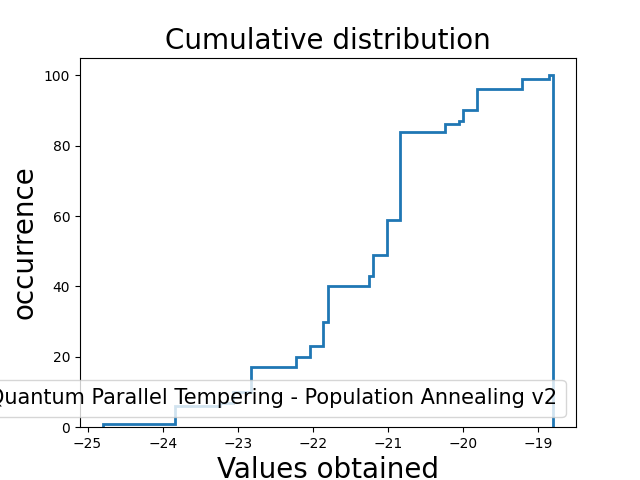 Cumulative distribution
occurrence
100
80
60
40
20
0
Quantum Parallel Tempering - Population Annealing v2
−25 −24 −23 −22 −21 −20 −19
Values obtained